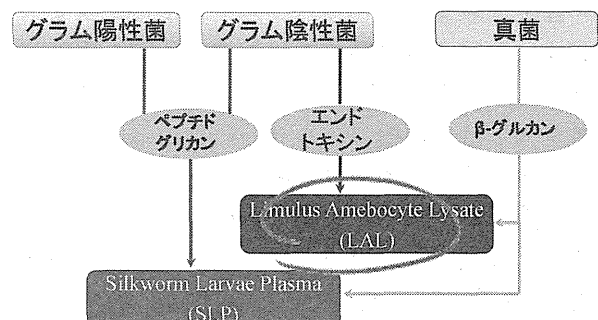 グラム陽性菌
グラム陰性菌
真菌
ペプチド
グリカン
エンド
トキシン
β-グルカン
Limulus Amebocyte Lysate
(LAL)
Silkworm Larvae Plasma
(SLP)